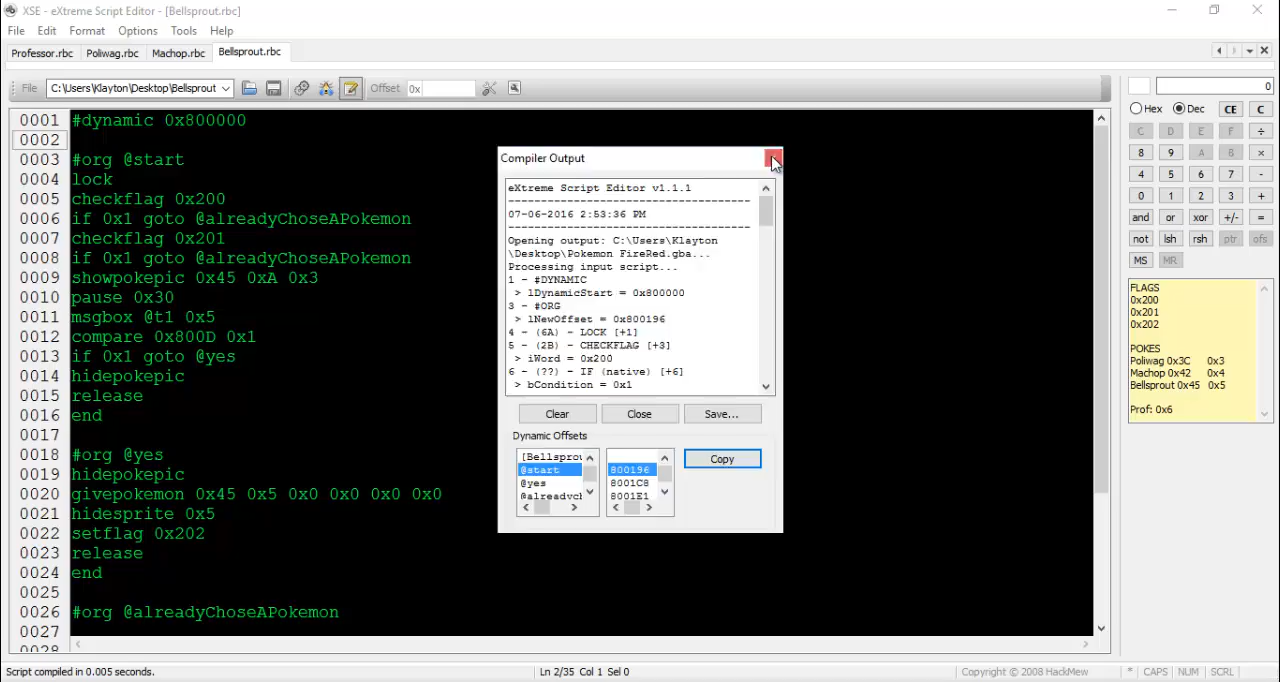 XSE - eXtreme Script Editor - [Bellsprout.rbc]
File Edit Format Options Tools Help
Professor.rbc Poliwag.rbc Machop.rbc Bellsprout.rbc
File C:\Users\Klayton\Desktop\Bellsprout Offset 0x
0001 #dynamic 0x800000
0002
0003 #org @start
0004 lock
0005 checkflag 0x200
0006 if 0x1 goto @alreadyChoseAPokemon
0007 checkflag 0x201
0008 if 0x1 goto @alreadyChoseAPokemon
0009 showpokepic 0x45 0xA 0x3
0010 pause 0x30
0011 msgbox @t1 0x5
0012 compare 0x800D 0x1
0013 if 0x1 goto @yes
0014 hidepokepic
0015 release
0016 end
0017
0018 #org @yes
0019 hidepokepic
0020 givepokemon 0x45 0x5 0x0 0x0 0x0 0x0
0021 hidesprite 0x5
0022 setflag 0x202
0023 release
0024 end
0025
0026 #org @alreadyChoseAPokemon
0027
0028
Compiler Output
eXtreme Script Editor v1.1.1
------------------------------------
07-06-2016 2:53:36 PM
------------------------------------
Opening output: C:\Users\Klayton
\Desktop\Pokemon FireRed.gba...
Processing input script...
1 - #DYNAMIC
> lDynamicStart = 0x800000
3 - #ORG
> lNewOffset = 0x800196
4 - (6A) - LOCK [+1]
5 - (2B) - CHECKFLAG [+3]
> iWord = 0x200
6 - (??) - IF (native) [+6]
> bCondition = 0x1
Clear Close Save...
Dynamic Offsets
[Bellsprou
@start 800196
@yes 8001C8
@alreadych 8001E1
Copy
0
Hex Dec CE C
C D E F ÷
8 9 A B ×
4 5 6 7 -
0 1 2 3 +
and or xor +/- =
not lsh rsh ptr ofs
MS MR
FLAGS
0x200
0x201
0x202
POKES
Poliwag 0x3C 0x3
Machop 0x42 0x4
Bellsprout 0x45 0x5
Prof: 0x6
Script compiled in 0.005 seconds. Ln 2/35 Col 1 Sel 0 Copyright © 2008 HackMew * CAPS NUM SCRL